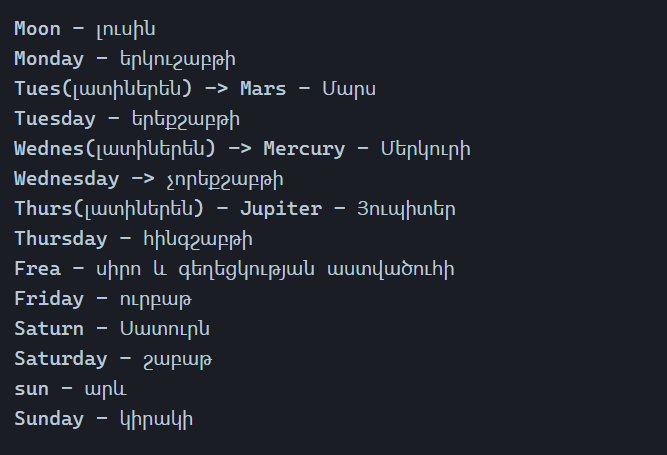 Moon – լուսին
Monday – երկուշաբթի
Tues(լատիներեն) –> Mars – Մարս
Tuesday – երեքշաբթի
Wednes(լատիներեն) –> Mercury – Մերկուրի
Wednesday –> չորեքշաբթի
Thurs(լատիներեն) – Jupiter – Յուպիտեր
Thursday – հինգշաբթի
Frea – սիրո և գեղեցկության աստվածուհի
Friday – ուրբաթ
Saturn – Սատուրն
Saturday – շաբաթ
sun – արև
Sunday – կիրակի